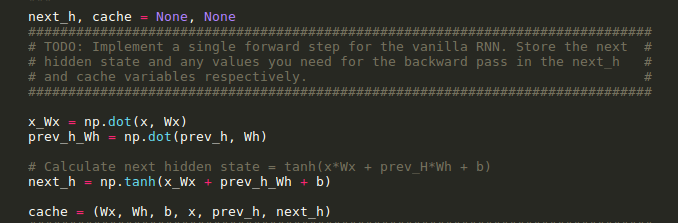 next_h, cache = None, None
##############################################################################
# TODO: Implement a single forward step for the vanilla RNN. Store the next  #
# hidden state and any values you need for the backward pass in the next_h   #
# and cache variables respectively.                                          #
##############################################################################
x_Wx = np.dot(x, Wx)
prev_h_Wh = np.dot(prev_h, Wh)
# Calculate next hidden state = tanh(x*Wx + prev_H*Wh + b)
next_h = np.tanh(x_Wx + prev_h_Wh + b)
cache = (Wx, Wh, b, x, prev_h, next_h)